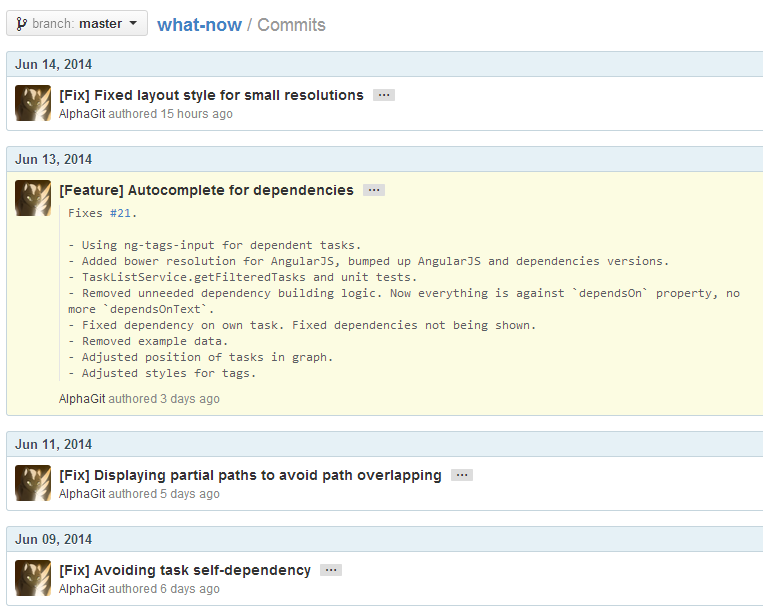 branch: master
what-now / Commits
Jun 14, 2014
[Fix] Fixed layout style for small resolutions ...
AlphaGit authored 15 hours ago
Jun 13, 2014
[Feature] Autocomplete for dependencies ...
Fixes #21.
- Using ng-tags-input for dependent tasks.
- Added bower resolution for AngularJS, bumped up AngularJS and dependencies versions.
- TaskListService.getFilteredTasks and unit tests.
- Removed unneeded dependency building logic. Now everything is against `dependsOn` property, no
more `dependsOnText`.
- Fixed dependency on own task. Fixed dependencies not being shown.
- Removed example data.
- Adjusted position of tasks in graph.
- Adjusted styles for tags.
AlphaGit authored 3 days ago
Jun 11, 2014
[Fix] Displaying partial paths to avoid path overlapping ...
AlphaGit authored 5 days ago
Jun 09, 2014
[Fix] Avoiding task self-dependency ...
AlphaGit authored 6 days ago